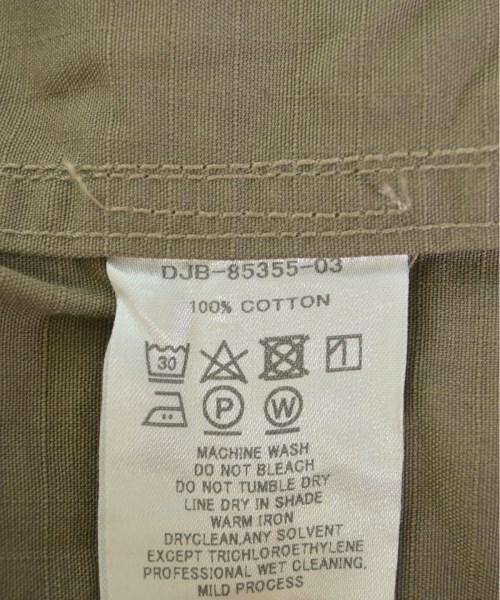 DJB-85355-03
100% COTTON
30
P W
MACHINE WASH
DO NOT BLEACH
DO NOT TUMBLE DRY
LINE DRY IN SHADE
WARM IRON
DRYCLEAN,ANY SOLVENT
EXCEPT TRICHLOROETHYLENE
PROFESSIONAL WET CLEANING,
MILD PROCESS